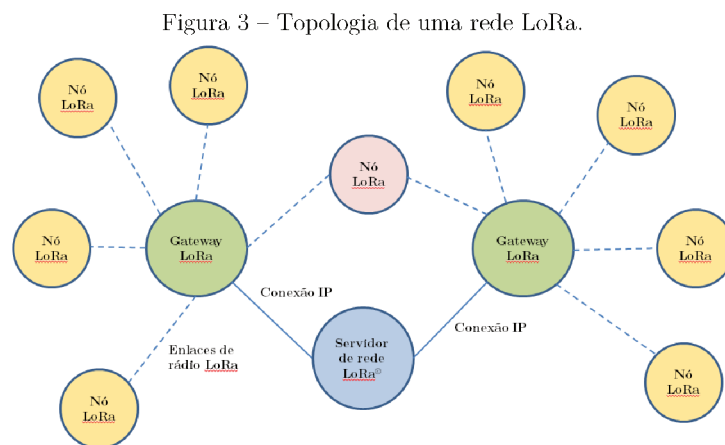 Figura 3 – Topologia de uma rede LoRa.
Nó
LoRa
Nó
LoRa
Nó
LoRa
Nó
LoRa
Nó
LoRa
Nó
LoRa
Gateway
LoRa
Gateway
LoRa
Nó
LoRa
Conexão IP
Conexão IP
Servidor
de rede
LoRa®
Enlaces de
rádio LoRa
Nó
LoRa
Nó
LoRa